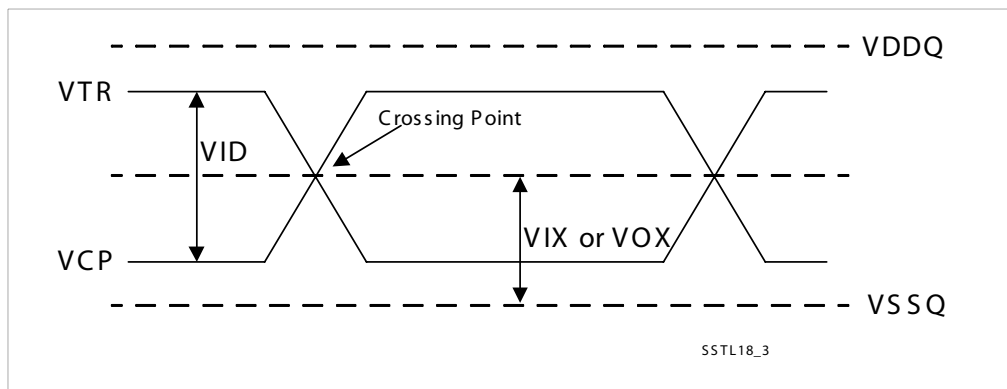 VDDQ
VTR
Crossing Point
VID
VIX or VOX
VCP
VSSQ
SSTL18_3